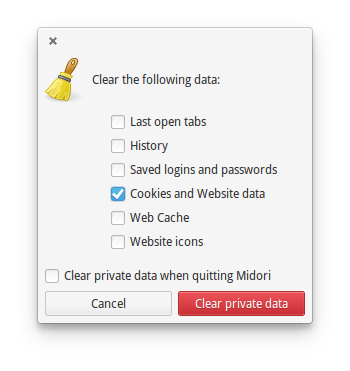 Clear the following data:
Last open tabs
History
Saved logins and passwords
Cookies and Website data
Web Cache
Website icons
Clear private data when quitting Midori
Cancel
Clear private data